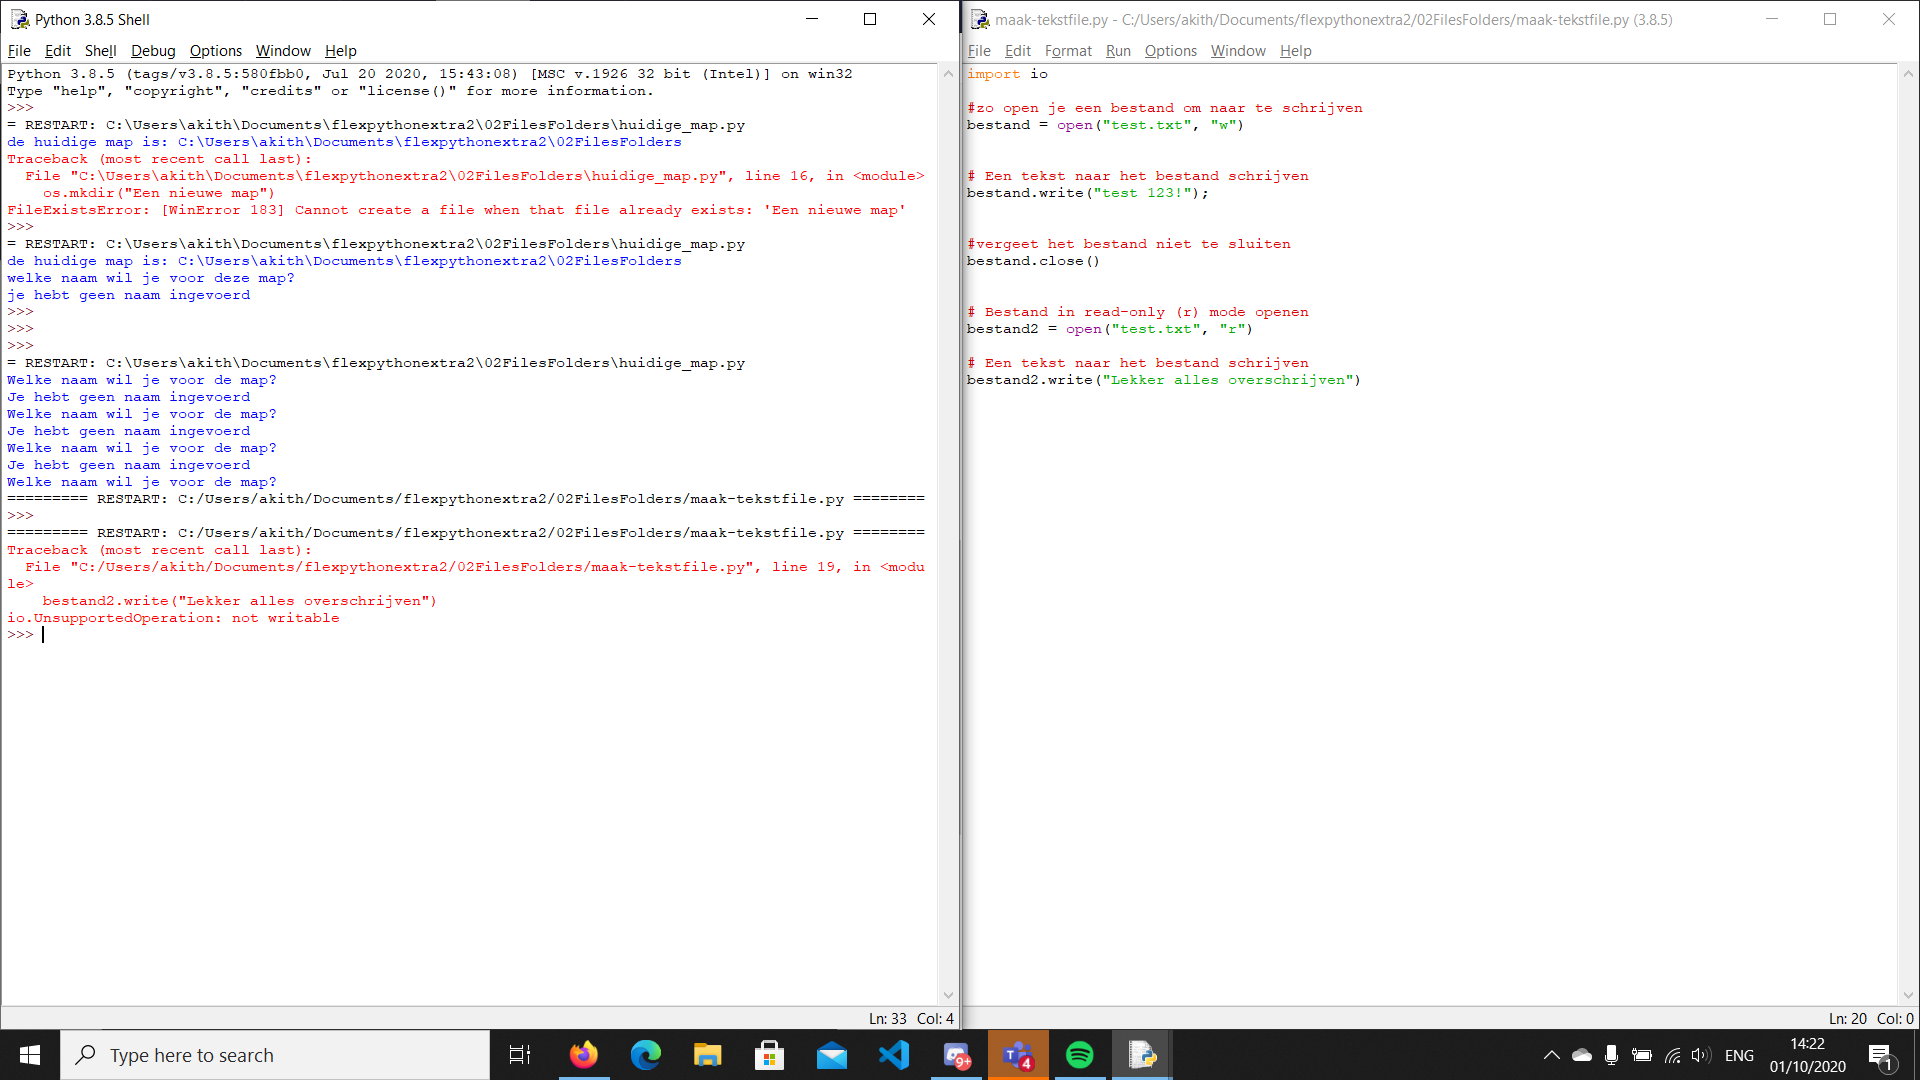 Python 3.8.5 Shell
File Edit Shell Debug Options Window Help
Python 3.8.5 (tags/v3.8.5:580fbb0, Jul 20 2020, 15:43:08) [MSC v.1926 32 bit (Intel)] on win32
Type "help", "copyright", "credits" or "license()" for more information.
>>>
= RESTART: C:\Users\akith\Documents\flexpythonextra2\02FilesFolders\huidige_map.py
de huidige map is: C:\Users\akith\Documents\flexpythonextra2\02FilesFolders
Traceback (most recent call last):
  File "C:\Users\akith\Documents\flexpythonextra2\02FilesFolders\huidige_map.py", line 16, in <module>
    os.mkdir("Een nieuwe map")
FileExistsError: [WinError 183] Cannot create a file when that file already exists: 'Een nieuwe map'
>>>
= RESTART: C:\Users\akith\Documents\flexpythonextra2\02FilesFolders\huidige_map.py
de huidige map is: C:\Users\akith\Documents\flexpythonextra2\02FilesFolders
welke naam wil je voor deze map?
je hebt geen naam ingevoerd
>>>
>>>
>>>
= RESTART: C:\Users\akith\Documents\flexpythonextra2\02FilesFolders\huidige_map.py
Welke naam wil je voor de map?
Je hebt geen naam ingevoerd
Welke naam wil je voor de map?
Je hebt geen naam ingevoerd
Welke naam wil je voor de map?
Je hebt geen naam ingevoerd
Welke naam wil je voor de map?
========= RESTART: C:/Users/akith/Documents/flexpythonextra2/02FilesFolders/maak-tekstfile.py ========
>>>
========= RESTART: C:/Users/akith/Documents/flexpythonextra2/02FilesFolders/maak-tekstfile.py ========
Traceback (most recent call last):
  File "C:/Users/akith/Documents/flexpythonextra2/02FilesFolders/maak-tekstfile.py", line 19, in <modu
le>
    bestand2.write("Lekker alles overschrijven")
io.UnsupportedOperation: not writable
>>>
Ln: 33 Col: 4
maak-tekstfile.py - C:/Users/akith/Documents/flexpythonextra2/02FilesFolders/maak-tekstfile.py (3.8.5)
File Edit Format Run Options Window Help
import io
#zo open je een bestand om naar te schrijven
bestand = open("test.txt", "w")
# Een tekst naar het bestand schrijven
bestand.write("test 123!");
#vergeet het bestand niet te sluiten
bestand.close()
# Bestand in read-only (r) mode openen
bestand2 = open("test.txt", "r")
# Een tekst naar het bestand schrijven
bestand2.write("Lekker alles overschrijven")
Ln: 20 Col: 0
Type here to search
9+
4
ENG
14:22
01/10/2020
1